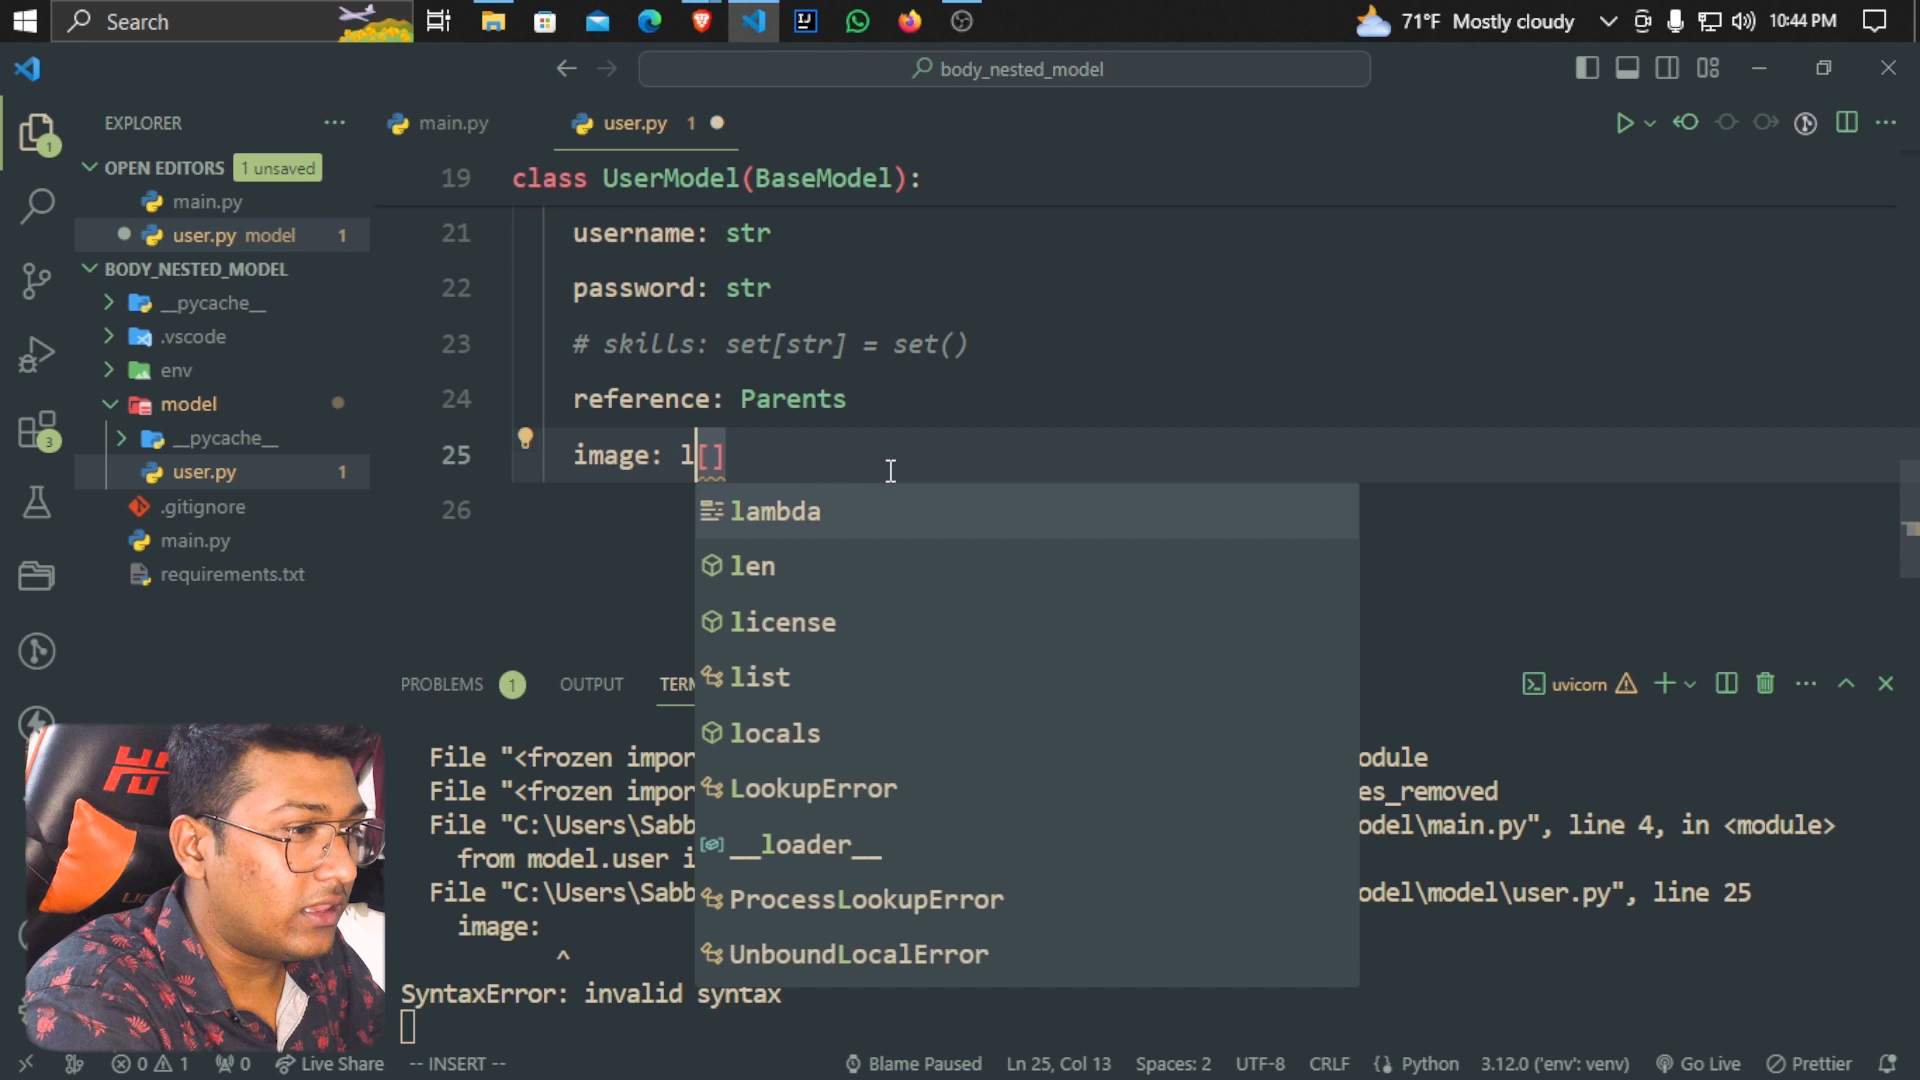 Search
71°F Mostly cloudy
10:44 PM
body_nested_model
EXPLORER
main.py
user.py 1
OPEN EDITORS 1 unsaved
main.py
user.py model 1
BODY_NESTED_MODEL
__pycache__
.vscode
env
model
__pycache__
user.py 1
.gitignore
main.py
requirements.txt
1
3
19 class UserModel(BaseModel):
21 username: str
22 password: str
23 # skills: set[str] = set()
24 reference: Parents
25 image: l[]
26
lambda
len
license
list
locals
LookupError
__loader__
ProcessLookupError
UnboundLocalError
PROBLEMS 1 OUTPUT TERM
uvicorn
File "<frozen impor odule
File "<frozen impor es_removed
File "C:\Users\Sabb odel\main.py", line 4, in <module>
from model.user i
File "C:\Users\Sabb odel\model\user.py", line 25
image:
^
SyntaxError: invalid syntax
0 1 0 Live Share -- INSERT -- Blame Paused Ln 25, Col 13 Spaces: 2 UTF-8 CRLF Python 3.12.0 ('env': venv) Go Live Prettier